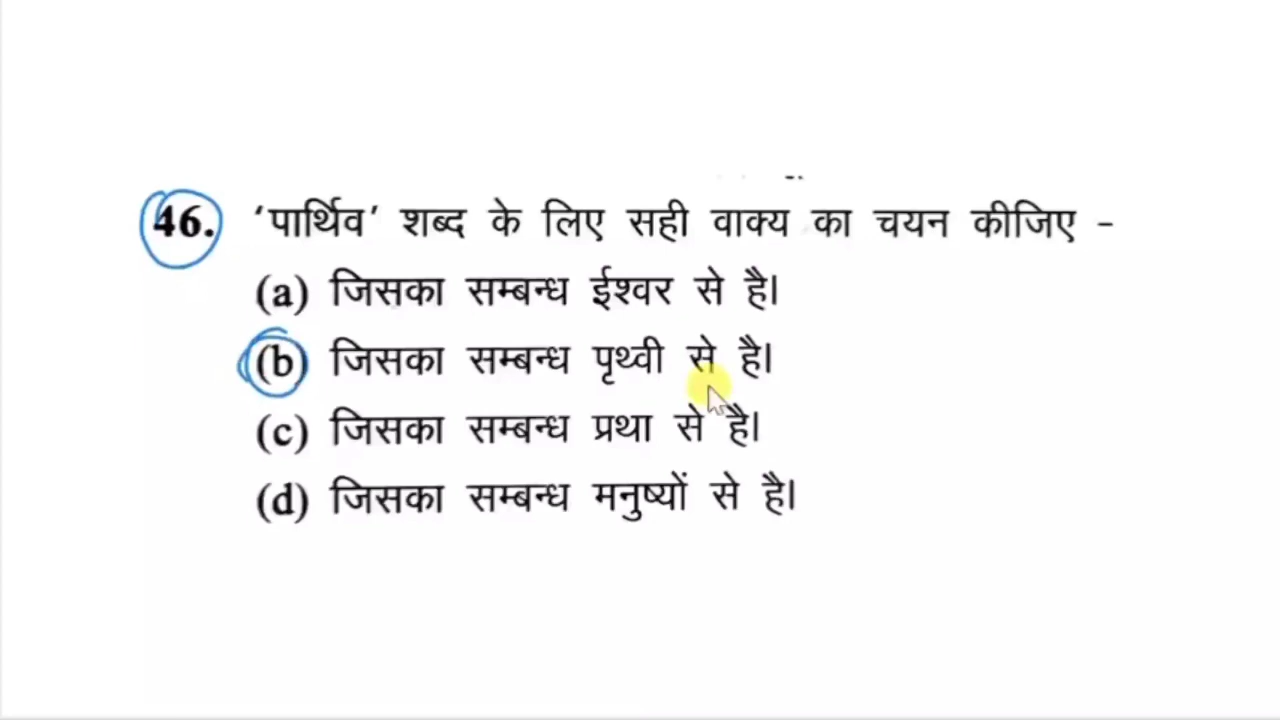 46. 'पार्थिव' शब्द के लिए सही वाक्य का चयन कीजिए -
(a) जिसका सम्बन्ध ईश्वर से है।
(b) जिसका सम्बन्ध पृथ्वी से है।
(c) जिसका सम्बन्ध प्रथा से है।
(d) जिसका सम्बन्ध मनुष्यों से है।